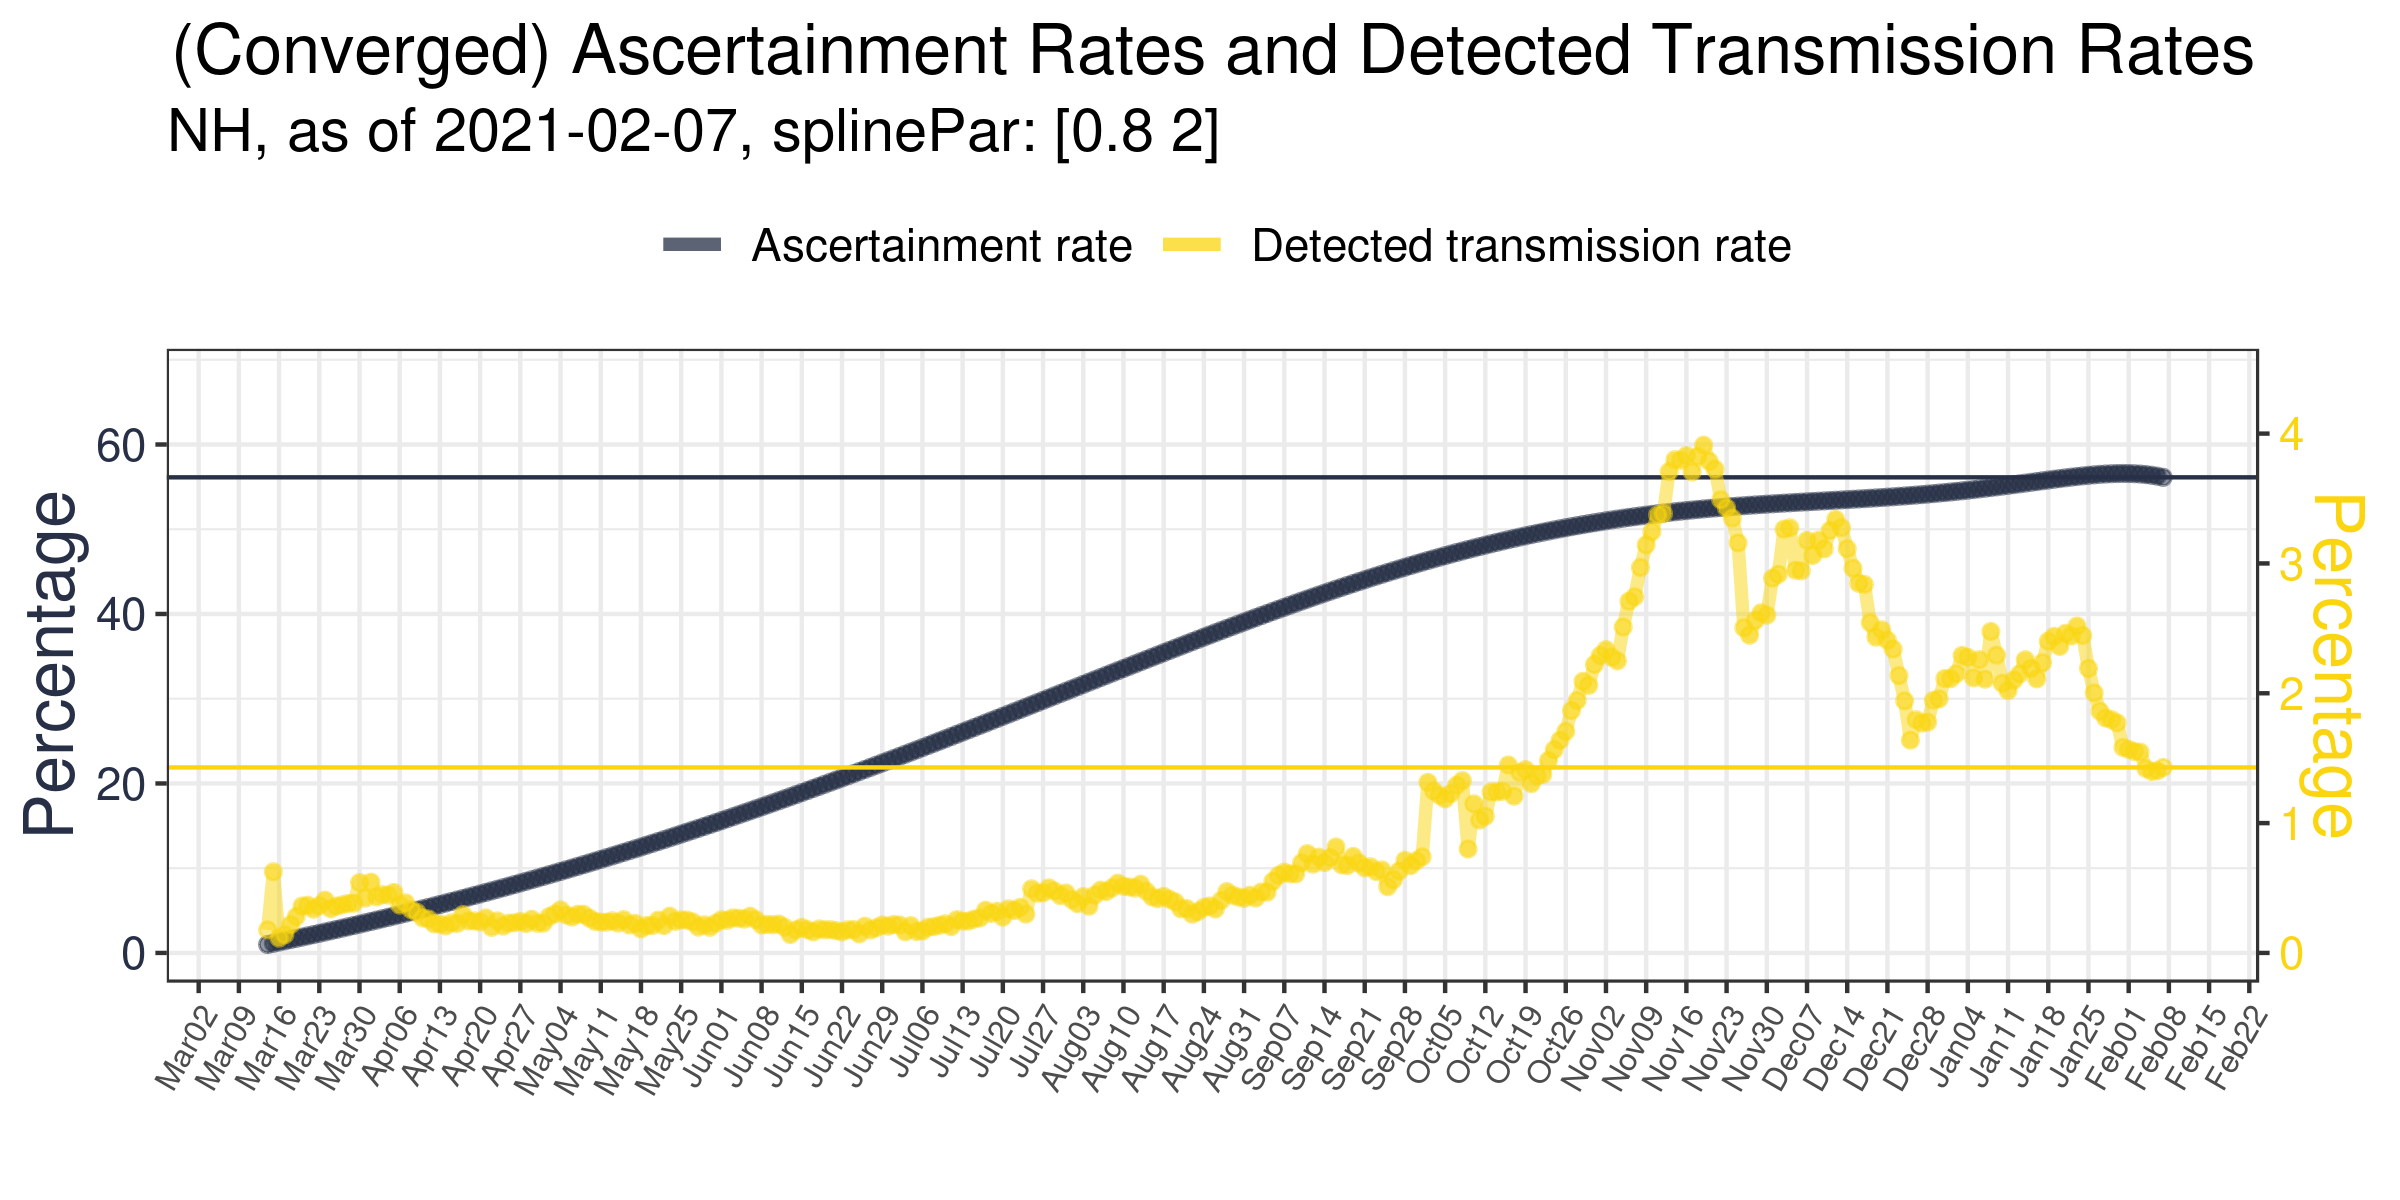 (Converged) Ascertainment Rates and Detected Transmission Rates
NH, as of 2021-02-07, splinePar: [0.8 2]
Ascertainment rate
Detected transmission rate
Percentage
60
40
20
0
4
3
2
1
0
Percentage
Mar02
Mar09
Mar16
Mar23
Mar30
Apr06
Apr13
Apr20
Apr27
May04
May11
May18
May25
Jun01
Jun08
Jun15
Jun22
Jun29
Jul06
Jul13
Jul20
Jul27
Aug03
Aug10
Aug17
Aug24
Aug31
Sep07
Sep14
Sep21
Sep28
Oct05
Oct12
Oct19
Oct26
Nov02
Nov09
Nov16
Nov23
Nov30
Dec07
Dec14
Dec21
Dec28
Jan04
Jan11
Jan18
Jan25
Feb01
Feb08
Feb15
Feb22